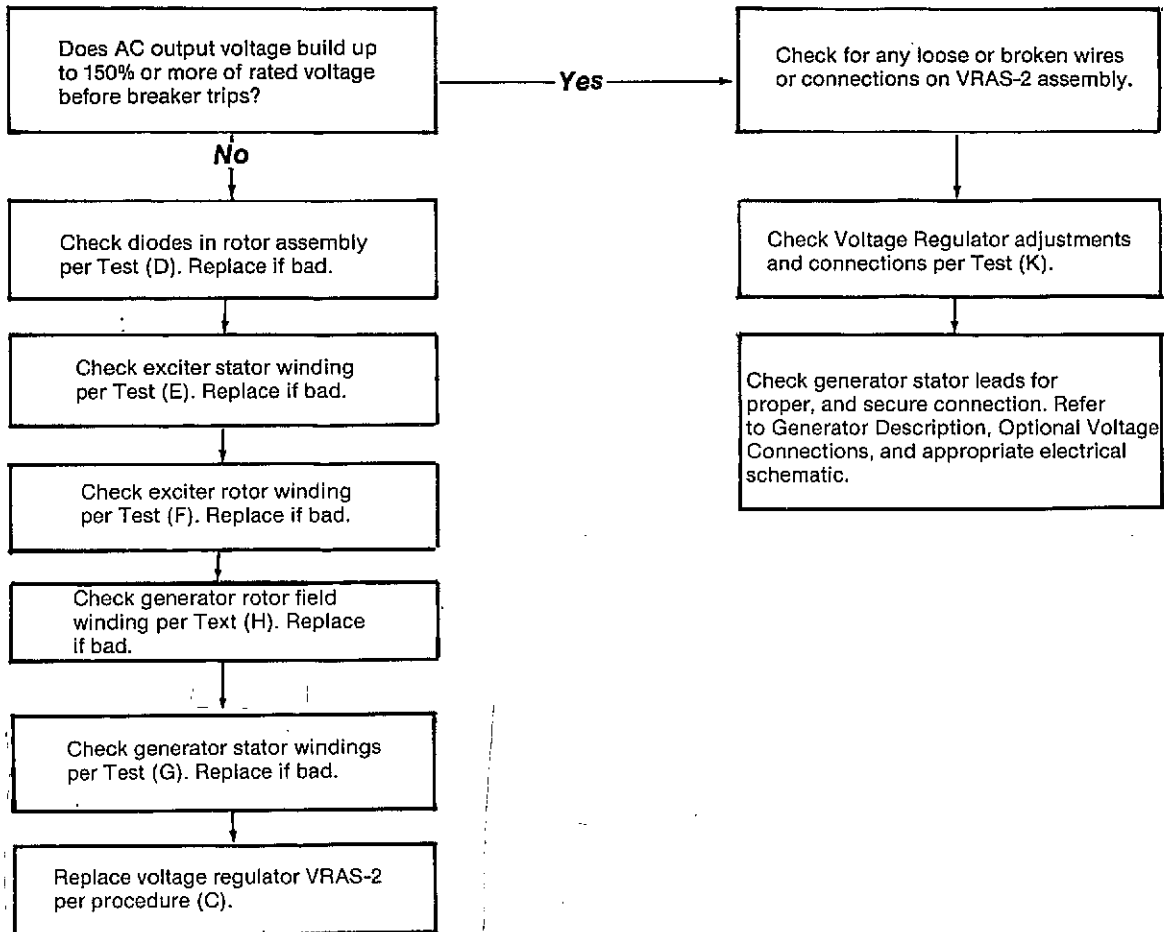 Does AC output voltage build up
to 150% or more of rated voltage
before breaker trips?
Yes
Check for any loose or broken wires
or connections on VRAS-2 assembly.
No
Check diodes in rotor assembly
per Test (D). Replace if bad.
Check Voltage Regulator adjustments
and connections per Test (K).
Check exciter stator winding
per Test (E). Replace if bad.
Check generator stator leads for
proper, and secure connection. Refer
to Generator Description, Optional Voltage
Connections, and appropriate electrical
schematic.
Check exciter rotor winding
per Test (F). Replace if bad.
Check generator rotor field
winding per Text (H). Replace
if bad.
Check generator stator windings
per Test (G). Replace if bad.
Replace voltage regulator VRAS-2
per procedure (C).